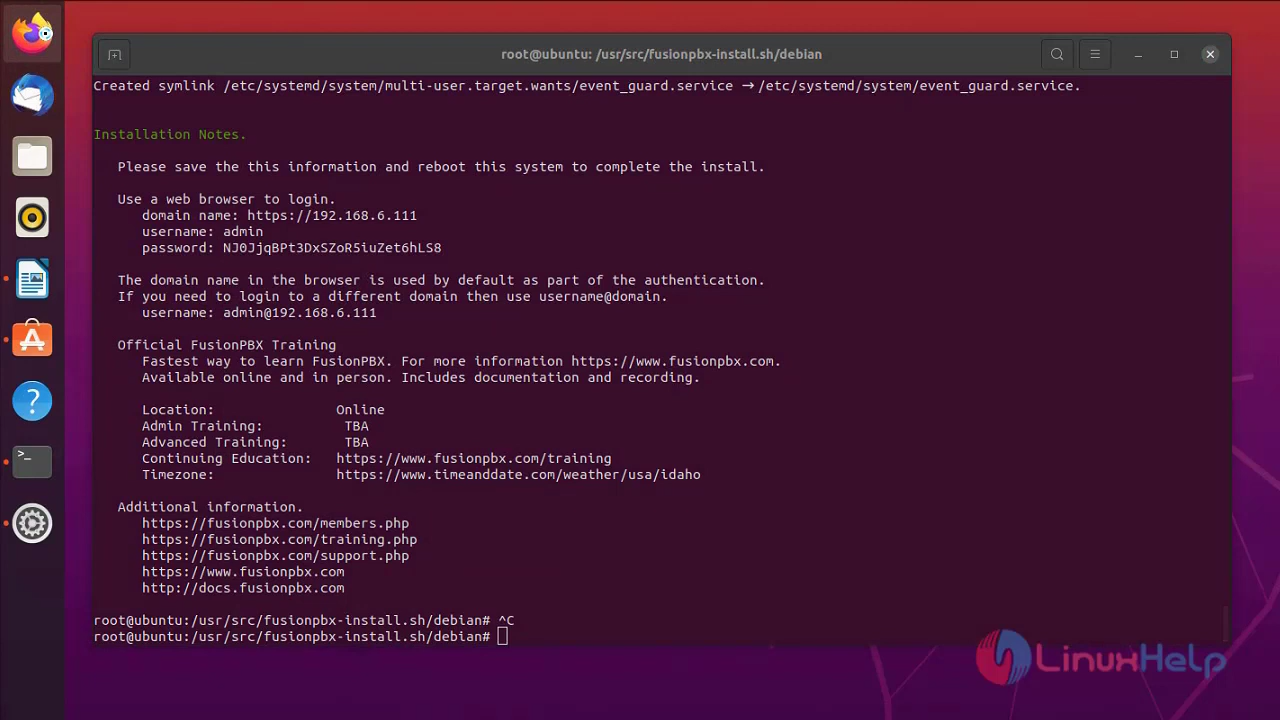 root@ubuntu: /usr/src/fusionpbx-install.sh/debian
Created symlink /etc/systemd/system/multi-user.target.wants/event_guard.service → /etc/systemd/system/event_guard.service.
Installation Notes.
Please save the this information and reboot this system to complete the install.
Use a web browser to login.
domain name: https://192.168.6.111
username: admin
password: NJ0JjqBPt3DxSZoR5iuZet6hLS8
The domain name in the browser is used by default as part of the authentication.
If you need to login to a different domain then use username@domain.
username: admin@192.168.6.111
Official FusionPBX Training
Fastest way to learn FusionPBX. For more information https://www.fusionpbx.com.
Available online and in person. Includes documentation and recording.
Location: Online
Admin Training: TBA
Advanced Training: TBA
Continuing Education: https://www.fusionpbx.com/training
Timezone: https://www.timeanddate.com/weather/usa/idaho
Additional information.
https://fusionpbx.com/members.php
https://fusionpbx.com/training.php
https://fusionpbx.com/support.php
https://www.fusionpbx.com
http://docs.fusionpbx.com
root@ubuntu:/usr/src/fusionpbx-install.sh/debian# ^C
root@ubuntu:/usr/src/fusionpbx-install.sh/debian#
LinuxHelp